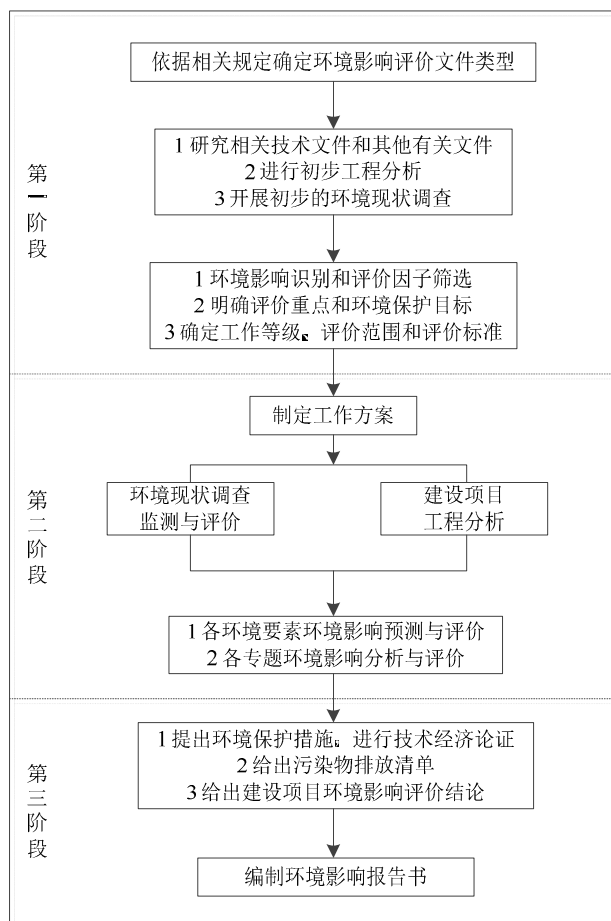 依据相关规定确定环境影响评价文件类型
第一阶段
1 研究相关技术文件和其他有关文件
2 进行初步工程分析
3 开展初步的环境现状调查
1 环境影响识别和评价因子筛选
2 明确评价重点和环境保护目标
3 确定工作等级、评价范围和评价标准
制定工作方案
第二阶段
环境现状调查
监测与评价
建设项目
工程分析
1 各环境要素环境影响预测与评价
2 各专题环境影响分析与评价
第三阶段
1 提出环境保护措施，进行技术经济论证
2 给出污染物排放清单
3 给出建设项目环境影响评价结论
编制环境影响报告书